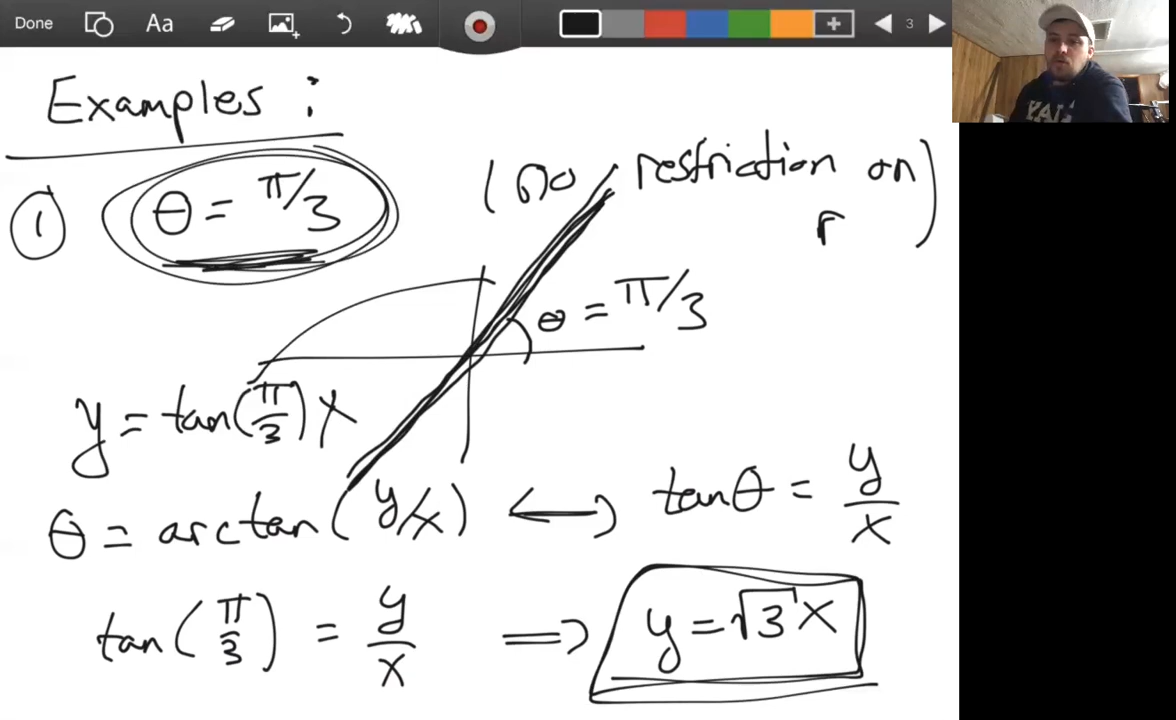 Done Aa 3
Examples:
① θ = π/3 (no restriction on r)
θ = π/3
y = tan(π/3)x
θ = arctan(y/x) ⟷ tanθ = y/x
tan(π/3) = y/x ⟹ y = √3 x